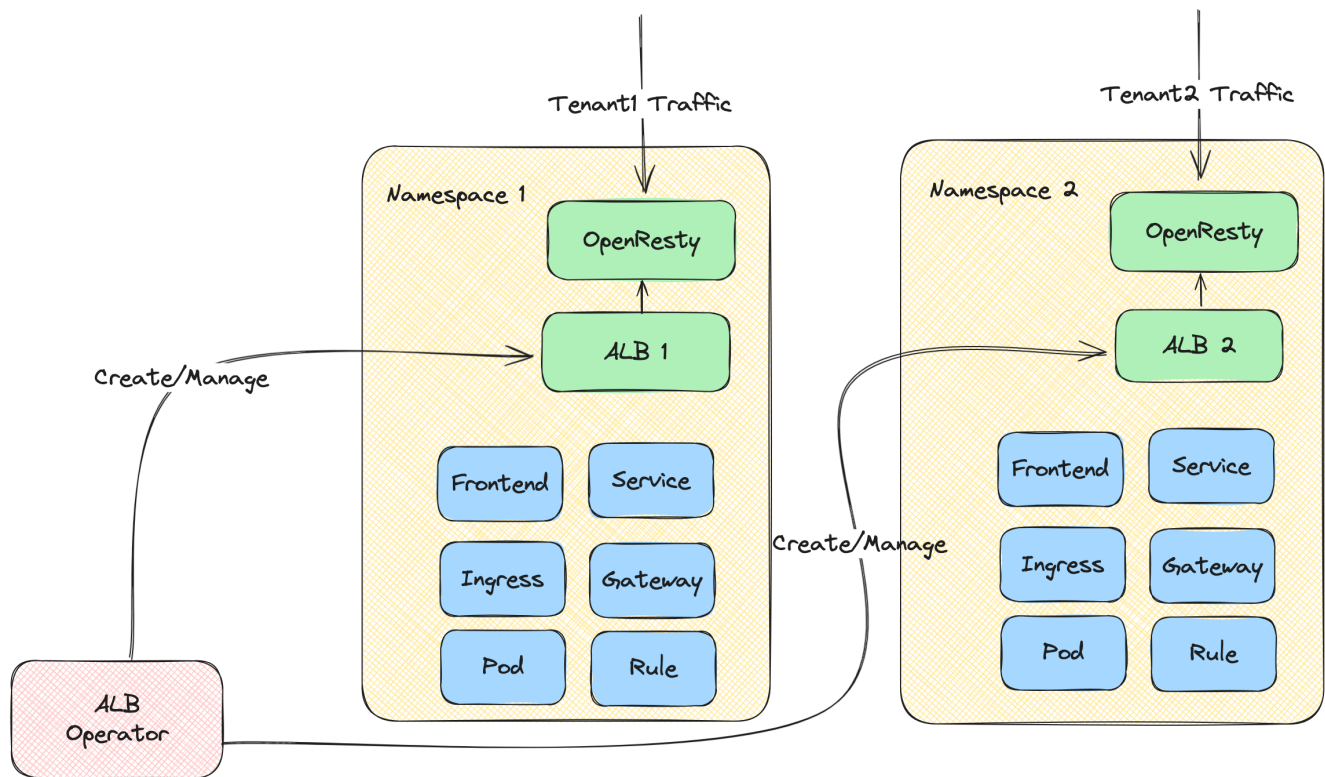 Tenant1 Traffic
Tenant2 Traffic
Namespace 1
OpenResty
ALB 1
Create/Manage
Frontend
Service
Ingress
Gateway
Pod
Rule
Namespace 2
OpenResty
ALB 2
Create/Manage
Frontend
Service
Ingress
Gateway
Pod
Rule
ALB
Operator